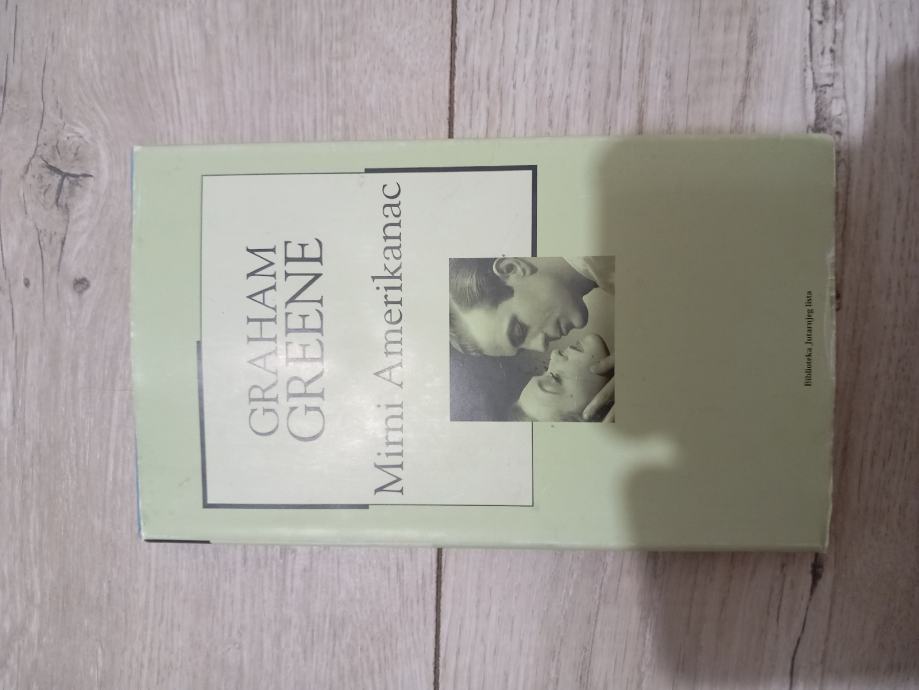 GRAHAM
GREENE
Mirni Amerikanac
Biblioteka Jutarnjeg lista